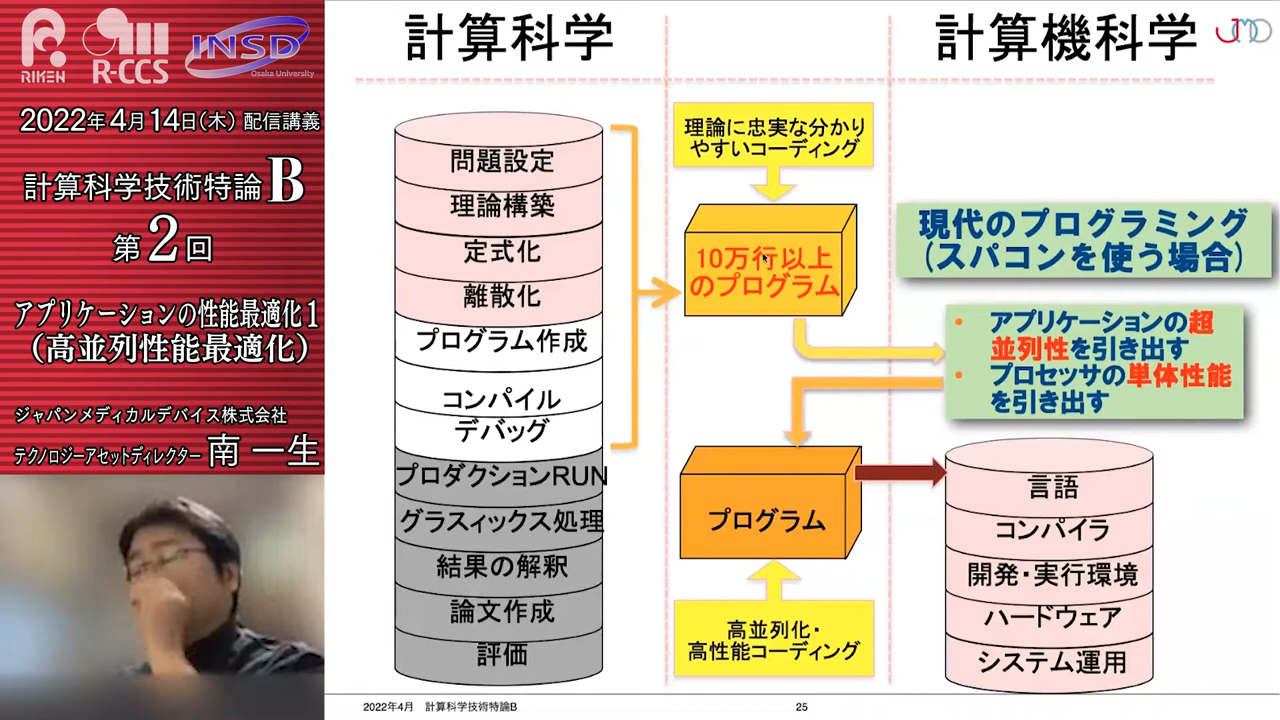 RIKEN
R-CCS
INSD
Osaka University
2022年4月14日(木) 配信講義
計算科学技術特論B
第2回
アプリケーションの性能最適化1
(高並列性能最適化)
ジャパンメディカルデバイス株式会社
テクノロジーアセットディレクター 南 一生
計算科学
問題設定
理論構築
定式化
離散化
プログラム作成
コンパイル
デバッグ
プロダクションRUN
グラスィックス処理
結果の解釈
論文作成
評価
理論に忠実な分かり
やすいコーディング
10万行以上
のプログラム
プログラム
高並列化・
高性能コーディング
計算機科学
JMD
現代のプログラミング
(スパコンを使う場合)
• アプリケーションの超
並列性を引き出す
• プロセッサの単体性能
を引き出す
言語
コンパイラ
開発・実行環境
ハードウェア
システム運用
2022年4月 計算科学技術特論B
25